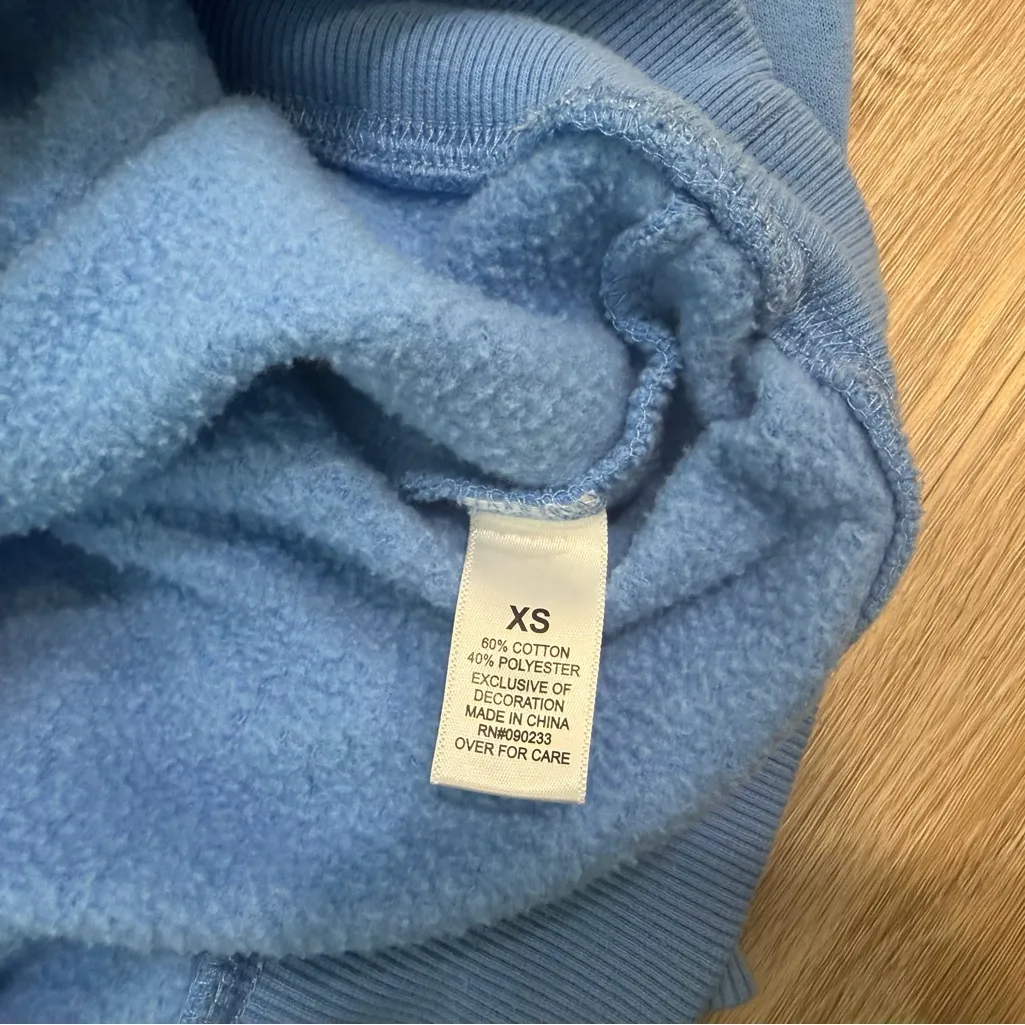 XS
60% COTTON
40% POLYESTER
EXCLUSIVE OF
DECORATION
MADE IN CHINA
RN#090233
OVER FOR CARE